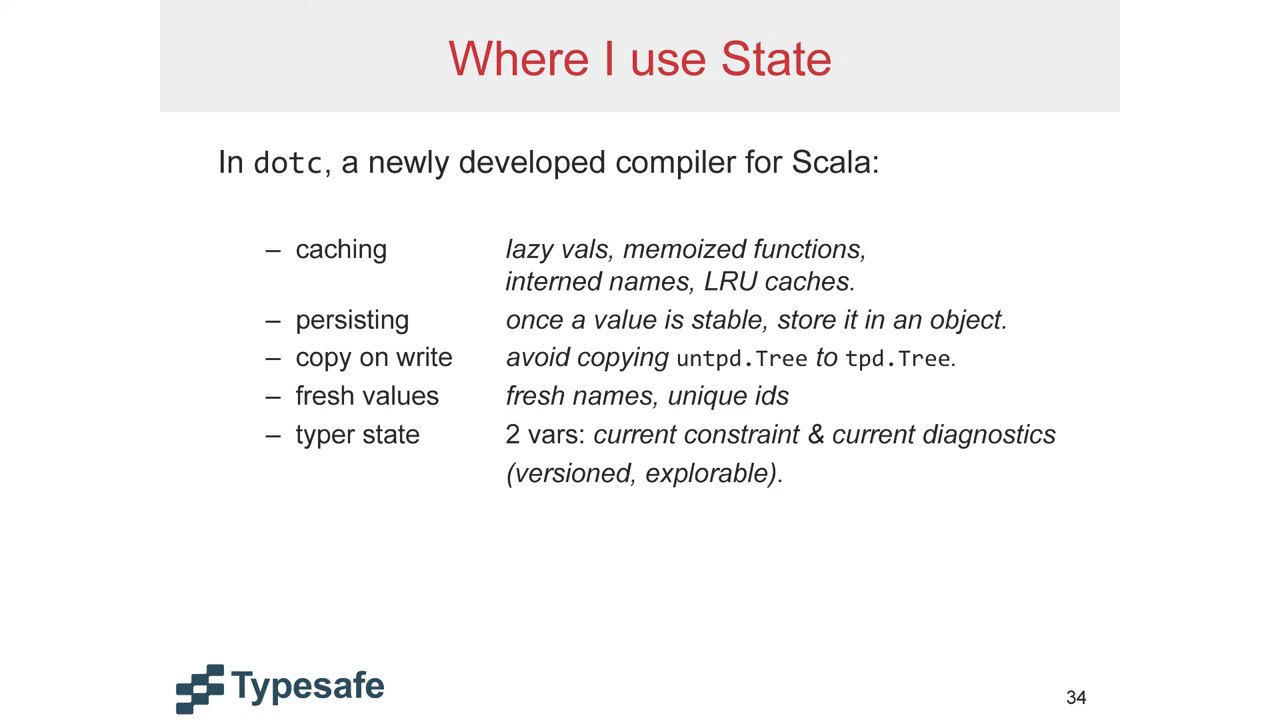 Where I use State
In dotc, a newly developed compiler for Scala:
– caching lazy vals, memoized functions,
interned names, LRU caches.
– persisting once a value is stable, store it in an object.
– copy on write avoid copying untpd.Tree to tpd.Tree.
– fresh values fresh names, unique ids
– typer state 2 vars: current constraint & current diagnostics
(versioned, explorable).
Typesafe
34